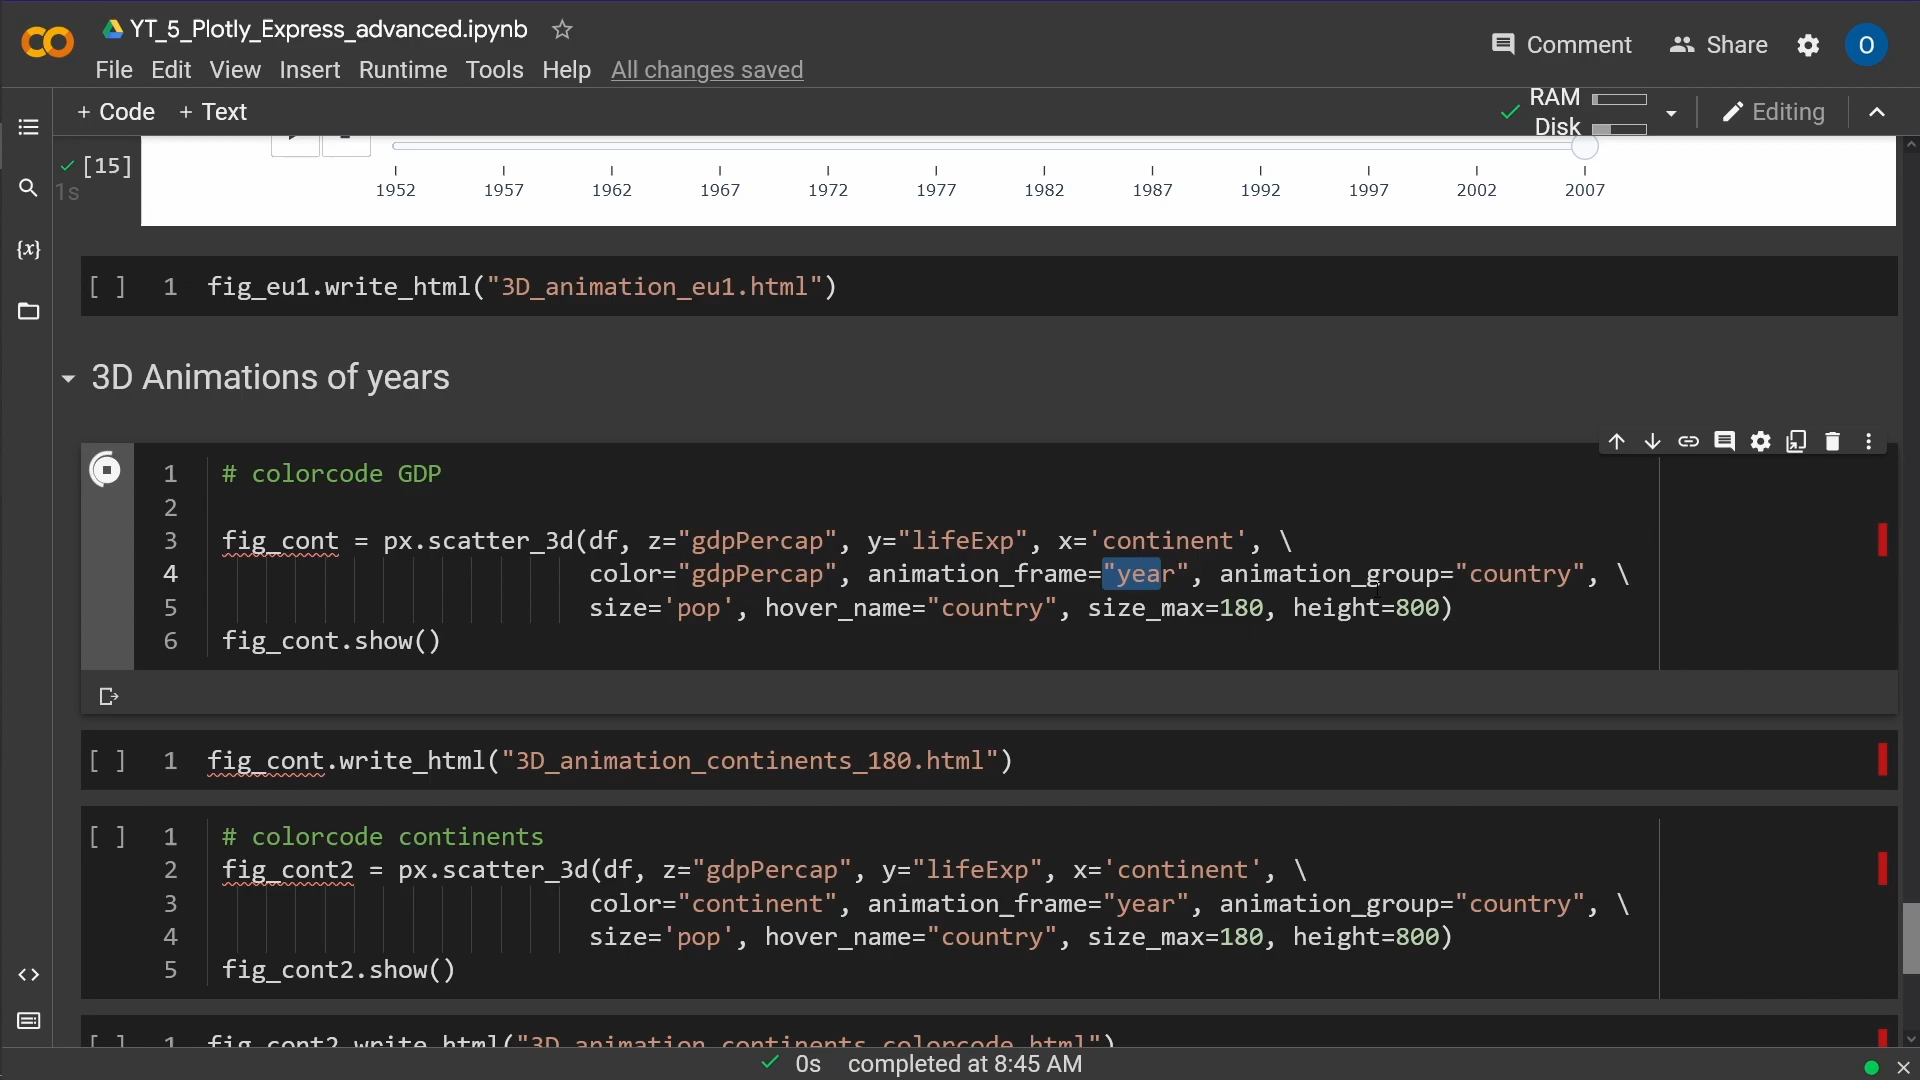 YT_5_Plotly_Express_advanced.ipynb
Comment Share O
File Edit View Insert Runtime Tools Help All changes saved
+ Code + Text
RAM
Disk
Editing
[15]
1s
1952 1957 1962 1967 1972 1977 1982 1987 1992 1997 2002 2007
{x}
[ ] 1 fig_eu1.write_html("3D_animation_eu1.html")
3D Animations of years
1 # colorcode GDP
2
3 fig_cont = px.scatter_3d(df, z="gdpPercap", y="lifeExp", x='continent', \
4 color="gdpPercap", animation_frame="year", animation_group="country", \
5 size='pop', hover_name="country", size_max=180, height=800)
6 fig_cont.show()
[ ] 1 fig_cont.write_html("3D_animation_continents_180.html")
[ ] 1 # colorcode continents
2 fig_cont2 = px.scatter_3d(df, z="gdpPercap", y="lifeExp", x='continent', \
3 color="continent", animation_frame="year", animation_group="country", \
4 size='pop', hover_name="country", size_max=180, height=800)
5 fig_cont2.show()
[ ] 1 fig_cont2.write_html("3D_animation_continents_colorcode.html")
0s completed at 8:45 AM